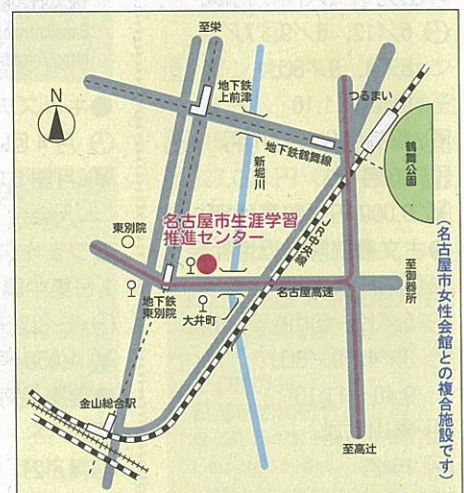 至栄
N
地下鉄
上前津
つるまい
地下鉄鶴舞線
新堀川
鶴舞公園
JR中央線
東別院
名古屋市生涯学習
推進センター
地下鉄
東別院
大井町
名古屋高速
至御器所
金山総合駅
至高辻
(名古屋市女性会館との複合施設です)